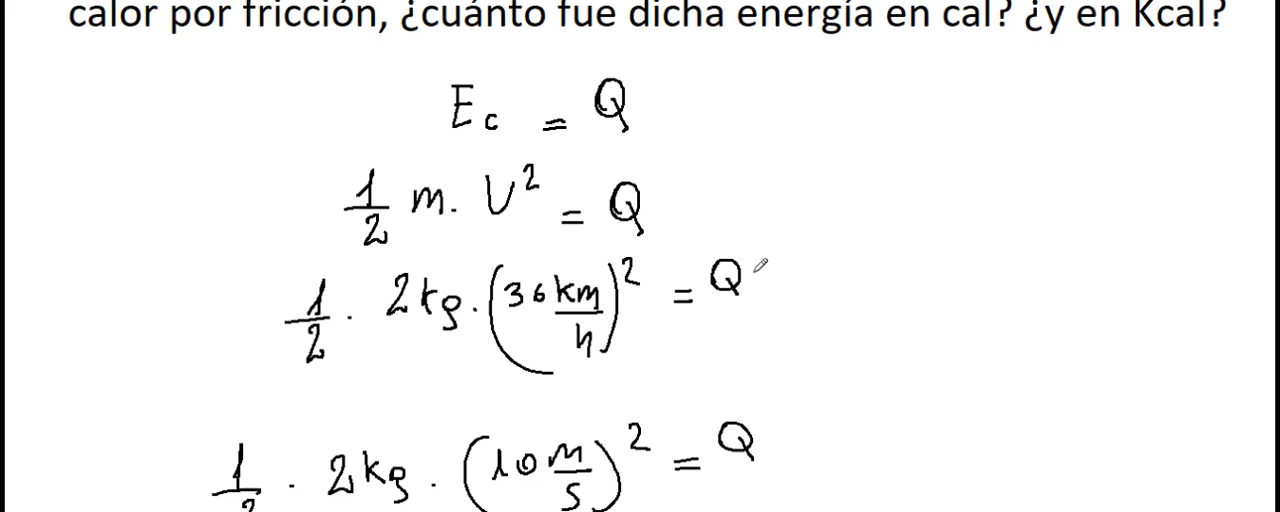 calor por fricción, ¿cuánto fue dicha energía en cal? ¿y en Kcal?
Ec = Q
1/2 m. V² = Q
1/2 . 2kg . (36 km/h)² = Q
1/2 . 2kg . (10 m/s)² = Q